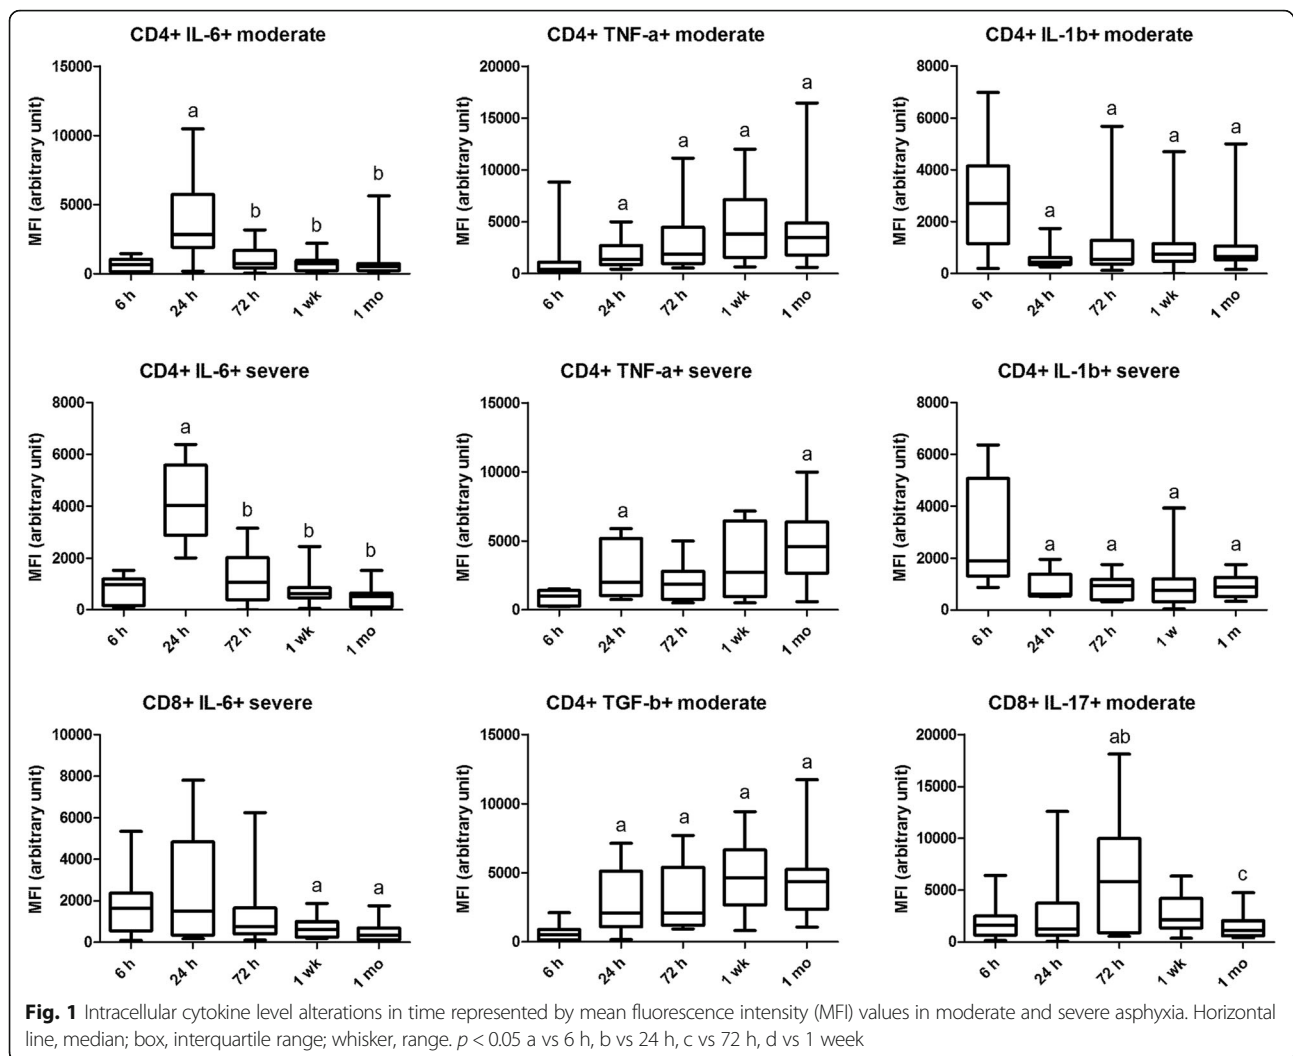 CD4+ IL-6+ moderate
CD4+ TNF-a+ moderate
CD4+ IL-1b+ moderate
MFI (arbitrary unit)
15000
10000
5000
0
a
b
b
b
6 h
24 h
72 h
1 wk
1 mo
MFI (arbitrary unit)
20000
15000
10000
5000
0
a
a
a
a
6 h
24 h
72 h
1 wk
1 mo
MFI (arbitrary unit)
8000
6000
4000
2000
0
a
a
a
a
6 h
24 h
72 h
1 wk
1 mo
CD4+ IL-6+ severe
CD4+ TNF-a+ severe
CD4+ IL-1b+ severe
MFI (arbitrary unit)
8000
6000
4000
2000
0
a
b
b
b
6 h
24 h
72 h
1 wk
1 mo
MFI (arbitrary unit)
15000
10000
5000
0
a
a
6 h
24 h
72 h
1 wk
1 mo
MFI (arbitrary unit)
8000
6000
4000
2000
0
a
a
a
a
6 h
24 h
72 h
1 w
1 m
CD8+ IL-6+ severe
CD4+ TGF-b+ moderate
CD8+ IL-17+ moderate
MFI (arbitrary unit)
10000
8000
6000
4000
2000
0
a
a
6 h
24 h
72 h
1 wk
1 mo
MFI (arbitrary unit)
15000
10000
5000
0
a
a
a
a
6 h
24 h
72 h
1 wk
1 mo
MFI (arbitrary unit)
20000
15000
10000
5000
0
ab
c
6 h
24 h
72 h
1 wk
1 mo
Fig. 1 Intracellular cytokine level alterations in time represented by mean fluorescence intensity (MFI) values in moderate and severe asphyxia. Horizontal
line, median; box, interquartile range; whisker, range. p < 0.05 a vs 6 h, b vs 24 h, c vs 72 h, d vs 1 week